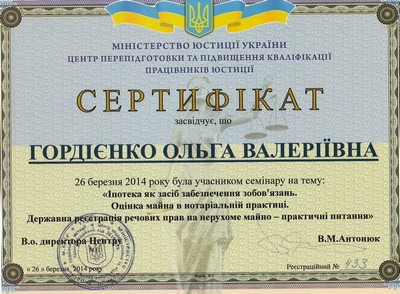 МІНІСТЕРСТВО ЮСТИЦІЇ УКРАЇНИ
ЦЕНТР ПЕРЕПІДГОТОВКИ ТА ПІДВИЩЕННЯ КВАЛІФІКАЦІЇ
ПРАЦІВНИКІВ ЮСТИЦІЇ
СЕРТИФІКАТ
засвідчує, що
ГОРДІЄНКО ОЛЬГА ВАЛЕРІЇВНА
26 березня 2014 року була учасником семінару на тему:
«Іпотека як засіб забезпечення зобов'язань.
Оцінка майна в нотаріальній практиці.
Державна реєстрація речових прав на нерухоме майно – практичні питання»
В.о. директора Центру
В.М.Антонюк
« 26 » березня, 2014 року
Реєстраційний № 433